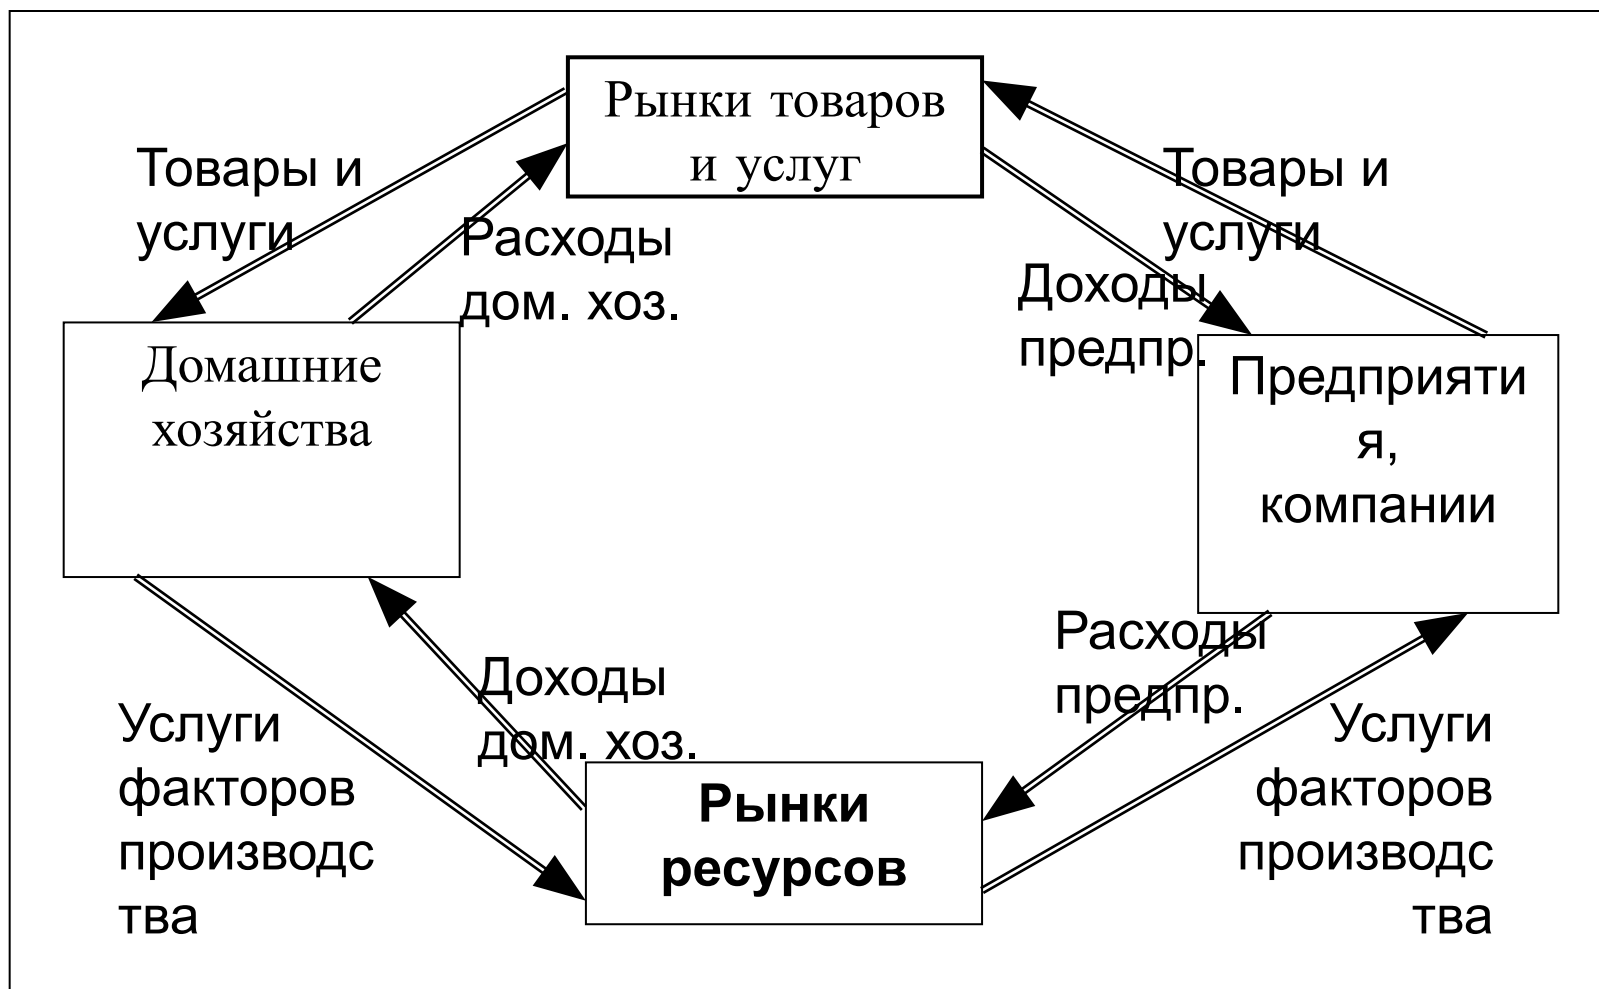 Рынки товаров
и услуг
Товары и
услуги
Расходы
дом. хоз.
Товары и
услуги
Доходы
предпр.
Домашние
хозяйства
Предприяти
я,
компании
Услуги
факторов
производс
тва
Доходы
дом. хоз.
Расходы
предпр.
Рынки
ресурсов
Услуги
факторов
производс
тва